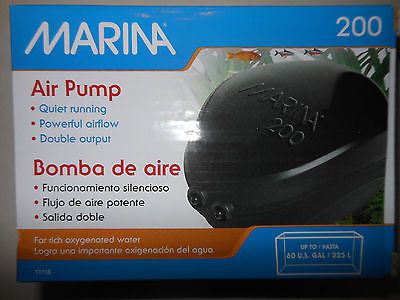 MARINA
200
Air Pump
• Quiet running
• Powerful airflow
• Double output
MARINA
200
Bomba de aire
• Funcionamiento silencioso
• Flujo de aire potente
• Salida doble
For rich oxygenated water
Logra una importante oxigenación del agua
UP TO / HASTA
60 U.S. GAL / 225 L
11116